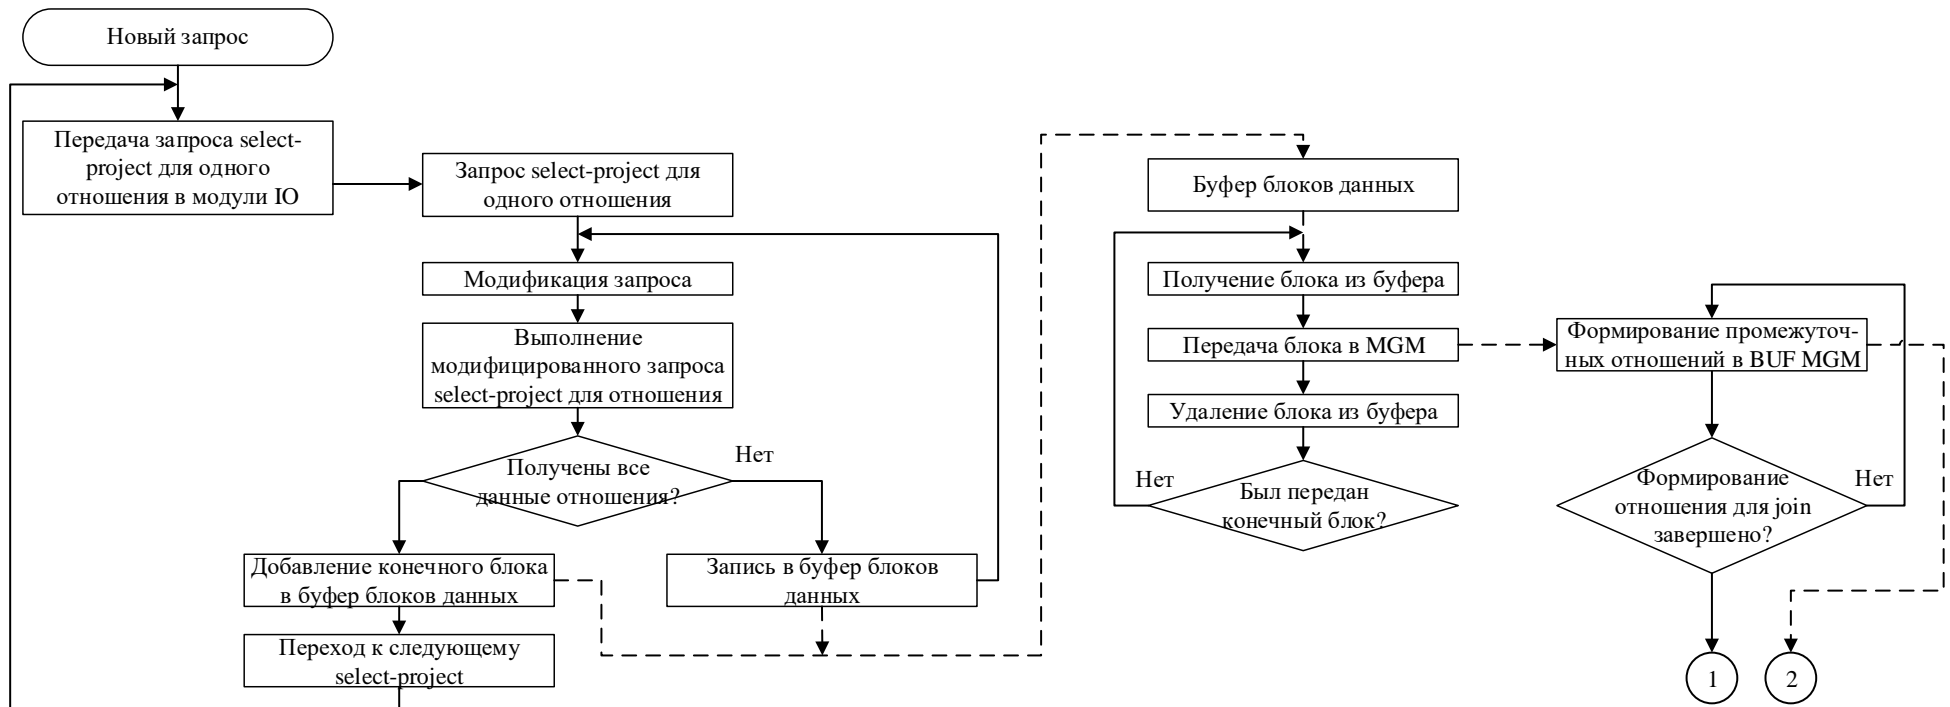 Новый запрос
Передача запроса select-
project для одного
отношения в модули IO
Запрос select-project для
одного отношения
Модификация запроса
Выполнение
модифицированного запроса
select-project для отношения
Получены все
данные отношения?
Нет
Добавление конечного блока
в буфер блоков данных
Запись в буфер блоков
данных
Переход к следующему
select-project
Буфер блоков данных
Получение блока из буфера
Передача блока в MGM
Удаление блока из буфера
Нет
Был передан
конечный блок?
Формирование промежуточ-
ных отношений в BUF MGM
Формирование
отношения для join
завершено?
Нет
1
2